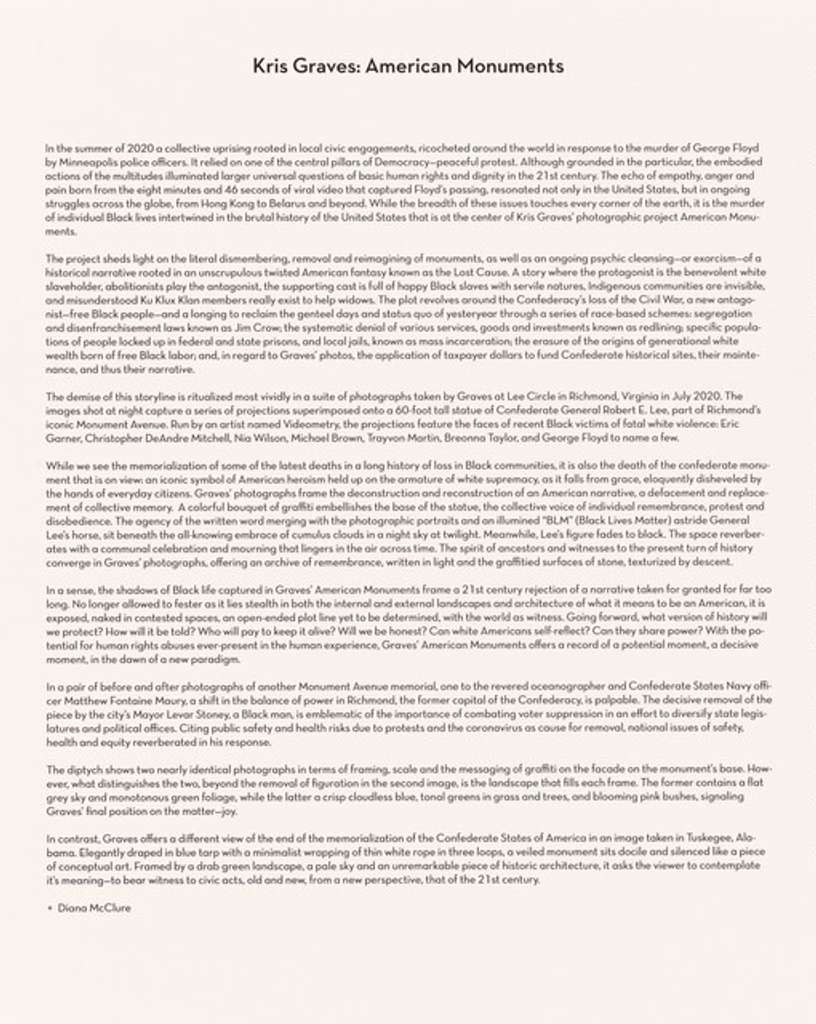 Kris Graves: American Monuments
In the summer of 2020 a collective uprising rooted in local civic engagements, ricocheted around the world in response to the murder of George Floyd
by Minneapolis police officers. It relied on one of the central pillars of Democracy—peaceful protest. Although grounded in the particular, the embodied
actions of the multitudes illuminated larger universal questions of basic human rights and dignity in the 21st century. The echo of empathy, anger and
pain born from the eight minutes and 46 seconds of viral video that captured Floyd's passing, resonated not only in the United States, but in ongoing
struggles across the globe, from Hong Kong to Belarus and beyond. While the breadth of these issues touches every corner of the earth, it is the murder
of individual Black lives intertwined in the brutal history of the United States that is at the center of Kris Graves' photographic project American Monu-
ments.
The project sheds light on the literal dismembering, removal and reimagining of monuments, as well as an ongoing psychic cleansing—or exorcism—of a
historical narrative rooted in an unscrupulous twisted American fantasy known as the Lost Cause. A story where the protagonist is the benevolent white
slaveholder, abolitionists play the antagonist, the supporting cast is full of happy Black slaves with servile natures, Indigenous communities are invisible,
and misunderstood Ku Klux Klan members really exist to help widows. The plot revolves around the Confederacy's loss of the Civil War, a new antago-
nist—free Black people—and a longing to reclaim the genteel days and status quo of yesteryear through a series of race-based schemes: segregation
and disenfranchisement laws known as Jim Crow; the systematic denial of various services, goods and investments known as redlining; specific popula-
tions of people locked up in federal and state prisons, and local jails, known as mass incarceration; the erasure of the origins of generational white
wealth born of free Black labor; and, in regard to Graves' photos, the application of taxpayer dollars to fund Confederate historical sites, their mainte-
nance, and thus their narrative.
The demise of this storyline is ritualized most vividly in a suite of photographs taken by Graves at Lee Circle in Richmond, Virginia in July 2020. The
images shot at night capture a series of projections superimposed onto a 60-foot tall statue of Confederate General Robert E. Lee, part of Richmond's
iconic Monument Avenue. Run by an artist named Videometry, the projections feature the faces of recent Black victims of fatal white violence: Eric
Garner, Christopher DeAndre Mitchell, Nia Wilson, Michael Brown, Trayvon Martin, Breonna Taylor, and George Floyd to name a few.
While we see the memorialization of some of the latest deaths in a long history of loss in Black communities, it is also the death of the confederate monu-
ment that is on view: an iconic symbol of American heroism held up on the armature of white supremacy, as it falls from grace, eloquently disheveled by
the hands of everyday citizens. Graves' photographs frame the deconstruction and reconstruction of an American narrative, a defacement and replace-
ment of collective memory. A colorful bouquet of graffiti embellishes the base of the statue, the collective voice of individual remembrance, protest and
disobedience. The agency of the written word merging with the photographic portraits and an illumined "BLM" (Black Lives Matter) astride General
Lee's horse, sit beneath the all-knowing embrace of cumulus clouds in a night sky at twilight. Meanwhile, Lee's figure fades to black. The space reverber-
ates with a communal celebration and mourning that lingers in the air across time. The spirit of ancestors and witnesses to the present turn of history
converge in Graves' photographs, offering an archive of remembrance, written in light and the graffitied surfaces of stone, texturized by descent.
In a sense, the shadows of Black life captured in Graves' American Monuments frame a 21st century rejection of a narrative taken for granted for far too
long. No longer allowed to fester as it lies stealth in both the internal and external landscapes and architecture of what it means to be an American, it is
exposed, naked in contested spaces, an open-ended plot line yet to be determined, with the world as witness. Going forward, what version of history will
we protect? How will it be told? Who will pay to keep it alive? Will we be honest? Can white Americans self-reflect? Can they share power? With the po-
tential for human rights abuses ever-present in the human experience, Graves' American Monuments offers a record of a potential moment, a decisive
moment, in the dawn of a new paradigm.
In a pair of before and after photographs of another Monument Avenue memorial, one to the revered oceanographer and Confederate States Navy offi-
cer Matthew Fontaine Maury, a shift in the balance of power in Richmond, the former capital of the Confederacy, is palpable. The decisive removal of the
piece by the city's Mayor Levar Stoney, a Black man, is emblematic of the importance of combating voter suppression in an effort to diversify state legis-
latures and political offices. Citing public safety and health risks due to protests and the coronavirus as cause for removal, national issues of safety,
health and equity reverberated in his response.
The diptych shows two nearly identical photographs in terms of framing, scale and the messaging of graffiti on the facade on the monument's base. How-
ever, what distinguishes the two, beyond the removal of figuration in the second image, is the landscape that fills each frame. The former contains a flat
grey sky and monotonous green foliage, while the latter a crisp cloudless blue, tonal greens in grass and trees, and blooming pink bushes, signaling
Graves' final position on the matter—joy.
In contrast, Graves offers a different view of the end of the memorialization of the Confederate States of America in an image taken in Tuskegee, Ala-
bama. Elegantly draped in blue tarp with a minimalist wrapping of thin white rope in three loops, a veiled monument sits docile and silenced like a piece
of conceptual art. Framed by a drab green landscape, a pale sky and an unremarkable piece of historic architecture, it asks the viewer to contemplate
it's meaning—to bear witness to civic acts, old and new, from a new perspective, that of the 21st century.
• Diana McClure